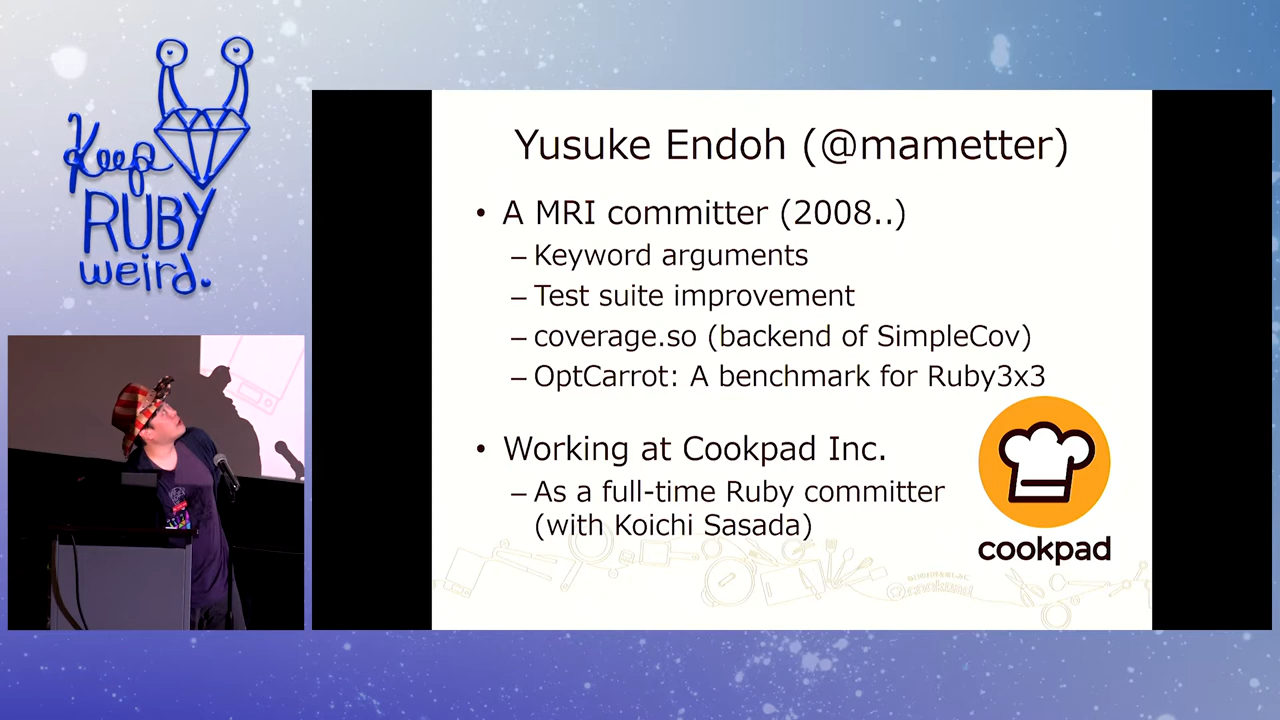 Keep
RUBY
weird.
Yusuke Endoh (@mametter)
• A MRI committer (2008..)
– Keyword arguments
– Test suite improvement
– coverage.so (backend of SimpleCov)
– OptCarrot: A benchmark for Ruby3x3
• Working at Cookpad Inc.
– As a full-time Ruby committer
(with Koichi Sasada)
cookpad